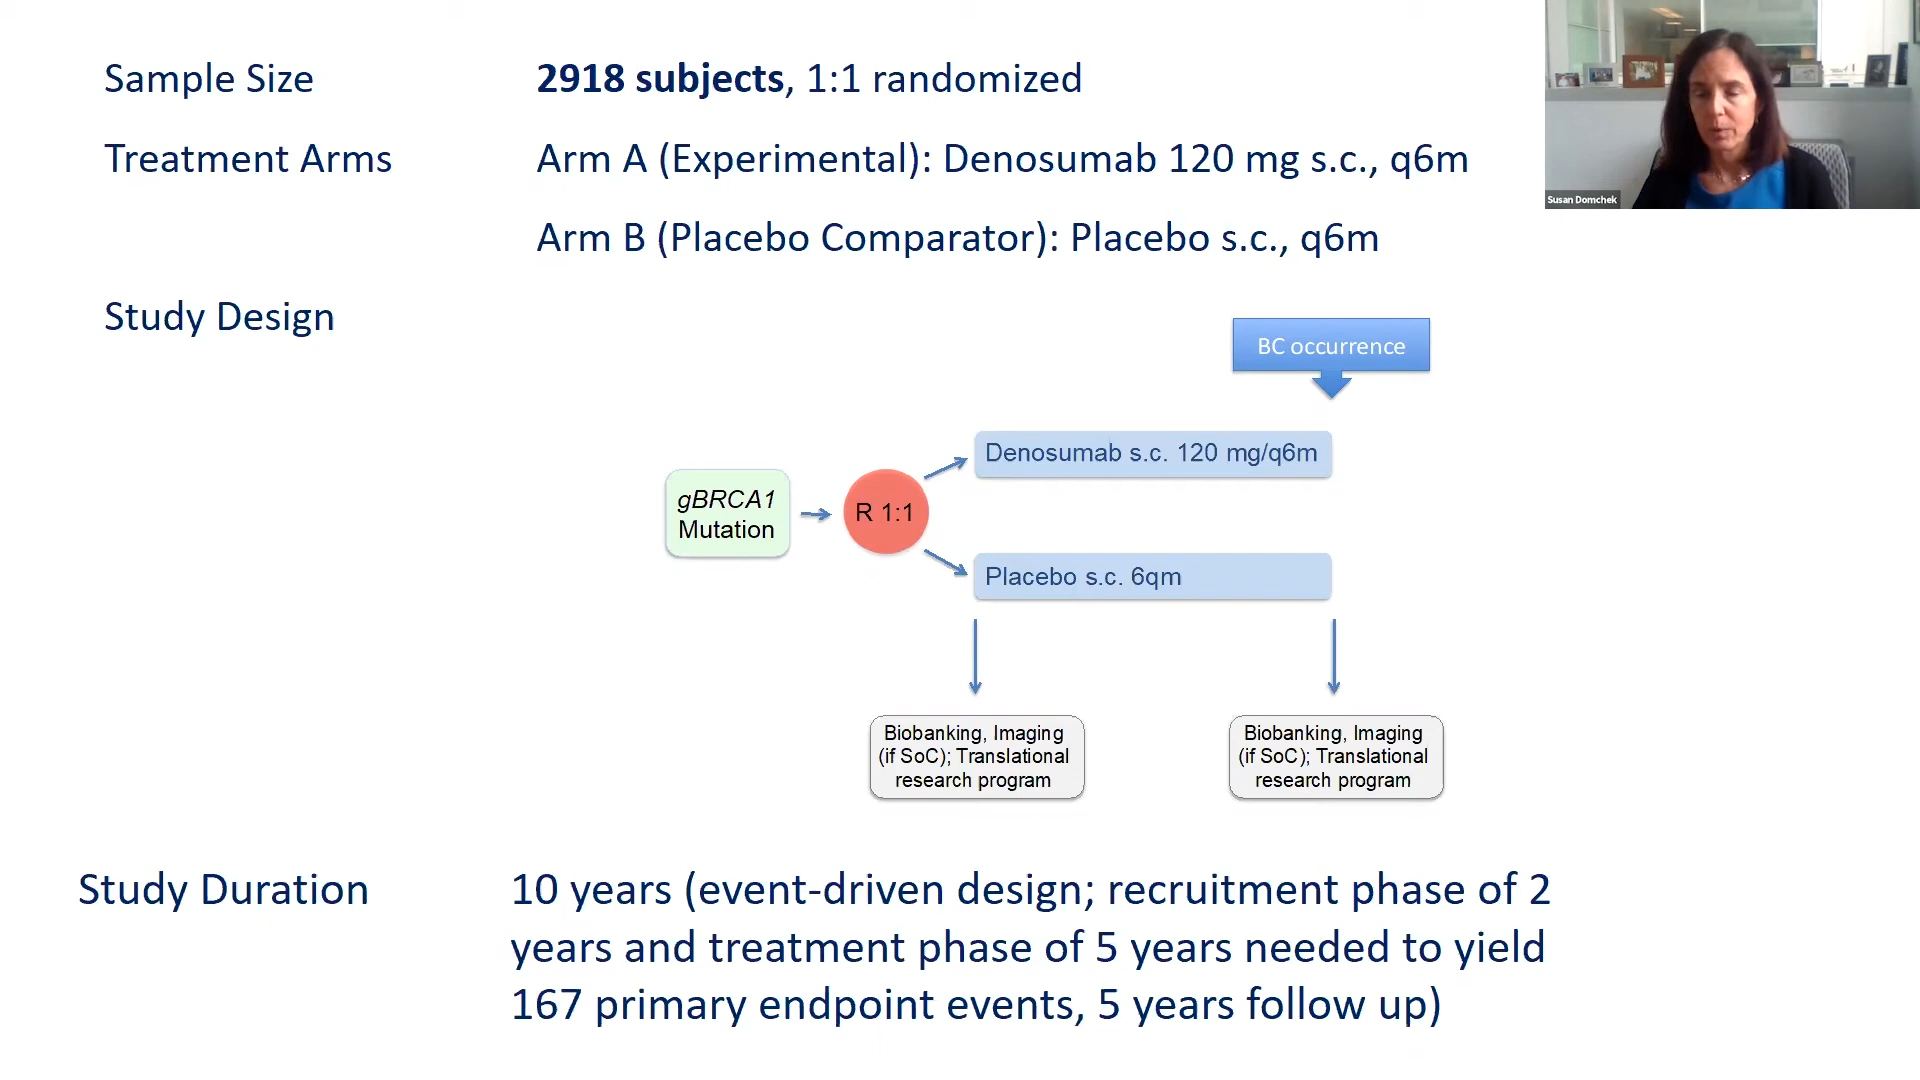 Sample Size
2918 subjects, 1:1 randomized
Treatment Arms
Arm A (Experimental): Denosumab 120 mg s.c., q6m
Arm B (Placebo Comparator): Placebo s.c., q6m
Susan Domchek
Study Design
BC occurrence
Denosumab s.c. 120 mg/q6m
gBRCA1
Mutation
R 1:1
Placebo s.c. 6qm
Biobanking, Imaging
(if SoC); Translational
research program
Biobanking, Imaging
(if SoC); Translational
research program
Study Duration
10 years (event-driven design; recruitment phase of 2
years and treatment phase of 5 years needed to yield
167 primary endpoint events, 5 years follow up)